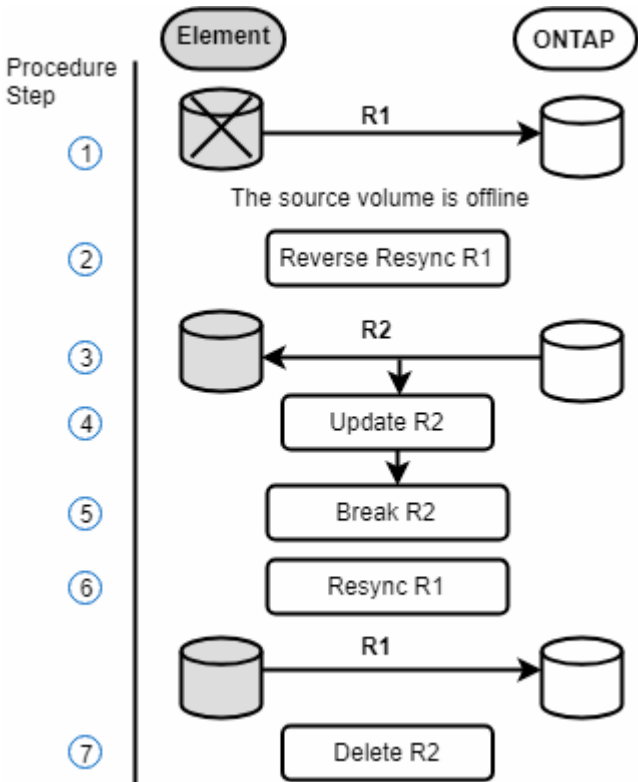 Element
ONTAP
Procedure
Step
R1
1
The source volume is offline
2
Reverse Resync R1
R2
3
4
Update R2
5
Break R2
6
Resync R1
R1
7
Delete R2